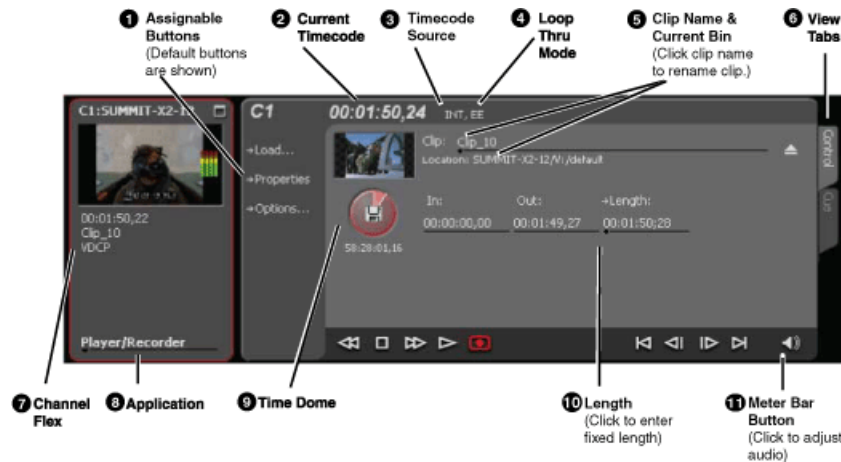 1 Assignable
Buttons
(Default buttons
are shown)
2 Current
Timecode
3 Timecode
Source
4 Loop
Thru
Mode
5 Clip Name &
Current Bin
(Click clip name
to rename clip.)
6 View
Tabs
C1:SUMMIT-X2-12
00:01:50,22
Clip_10
VDCP
Player/Recorder
C1
00:01:50,24
INT, EE
Load...
Properties
Options...
Clip: Clip_10
Location: SUMMIT-X2-12/V:/default
58:28:01,16
In: Out: Length:
00:00:00,00 00:01:49,27 00:01:50;28
Control
Cue
7 Channel
Flex
8 Application
9 Time Dome
10 Length
(Click to enter
fixed length)
11 Meter Bar
Button
(Click to adjust
audio)